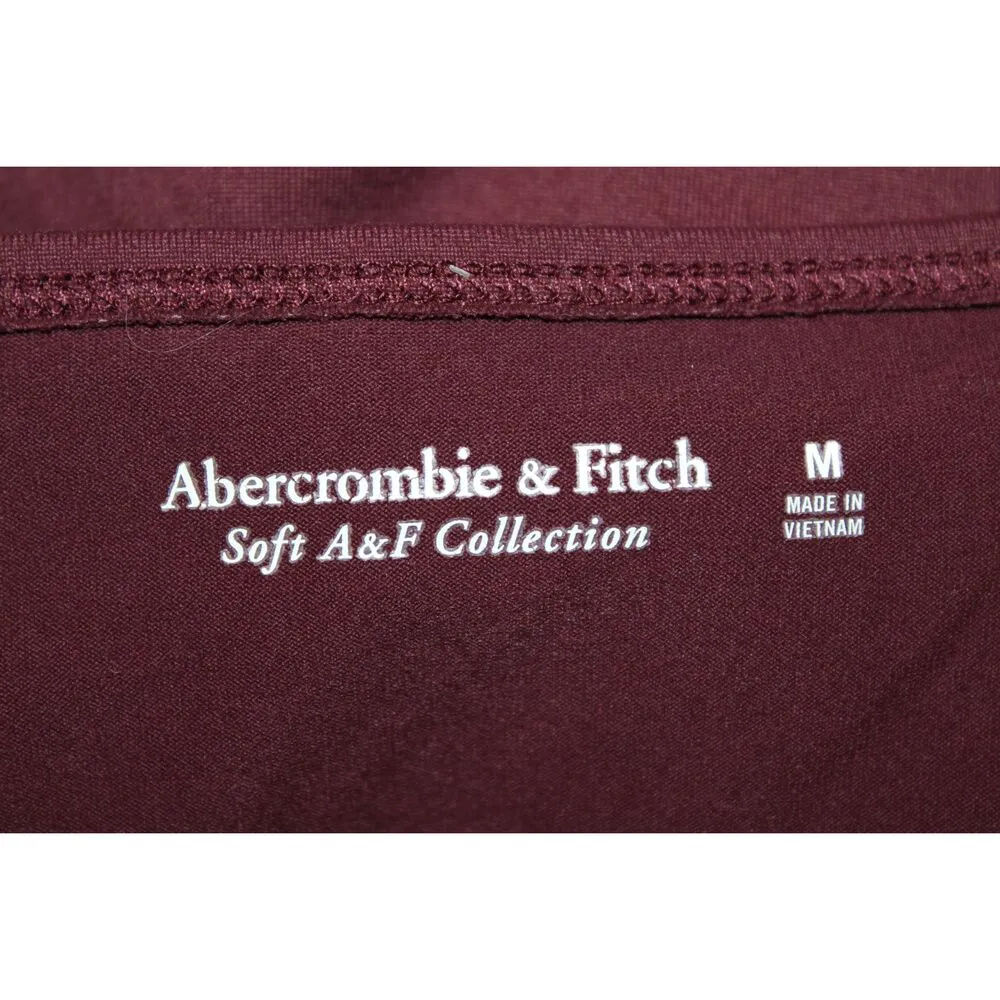 Abercrombie & Fitch
Soft A&F Collection
M
MADE IN
VIETNAM